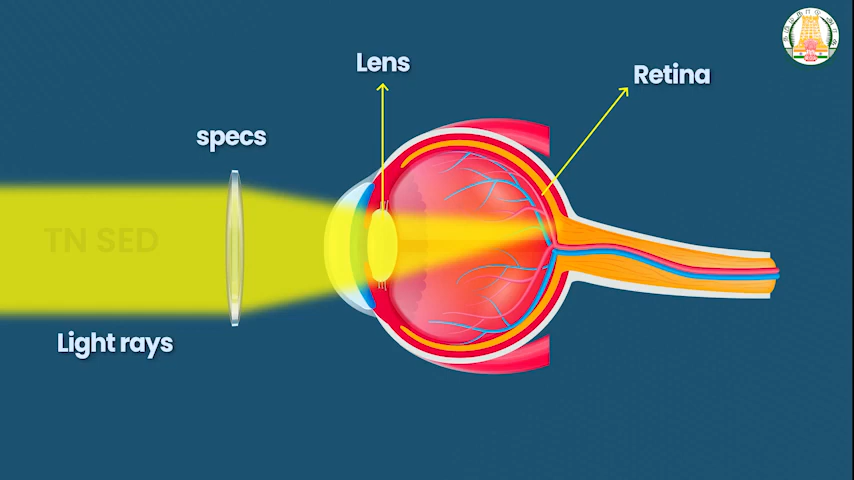 Lens
Retina
specs
TN SED
Light rays